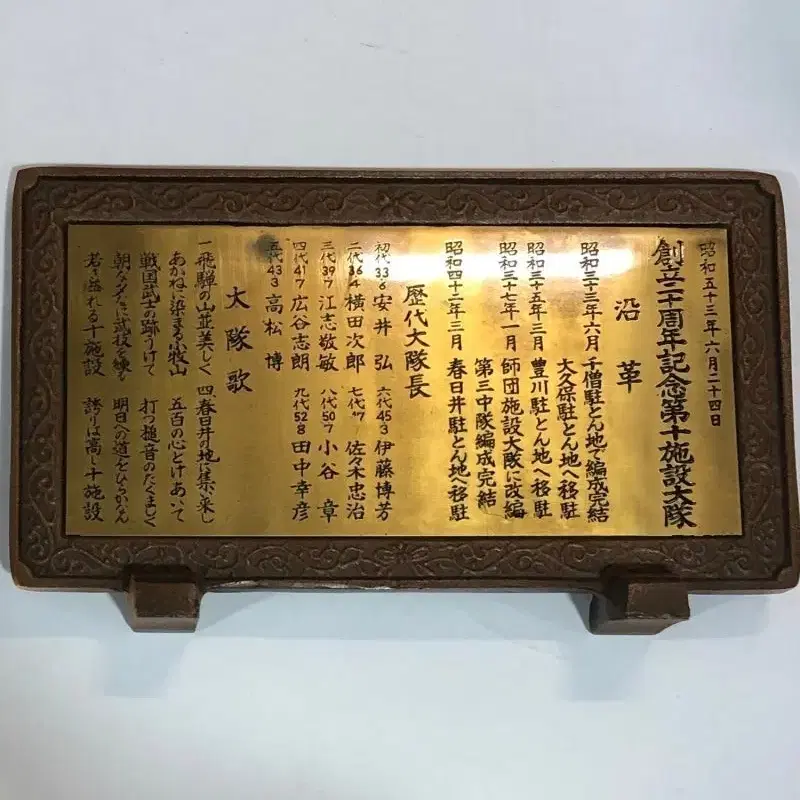 昭和五十三年六月二十四日
創立二十周年記念第十施設大隊
沿革
昭和三十三年六月 千僧駐とん地で編成完結
大久保駐とん地へ移駐
昭和三十五年三月 豊川駐とん地へ移駐
昭和三十七年一月 師団施設大隊に改編
第三中隊編成完結
昭和四十二年三月 春日井駐とん地へ移駐
歴代大隊長
初代33.6 安井弘 六代45.3 伊藤博芳
二代36.4 横田次郎 七代47. 佐々木忠治
三代39.7 江志敬敏 八代50.7 小谷章
四代41.7 広谷志朗 九代52.8 田中幸彦
五代43.3 高松博
大隊歌
一 飛騨の山並美しく 四 春日井の地に集い来し
あかねに染まる小牧山 五百の心とけあいて
戦国武士の跡うけて 打つ槌音のたくましく
朝な夕なに武技を練る 明日への道をひらかなん
若き溢れる十施設 誇りは高し十施設